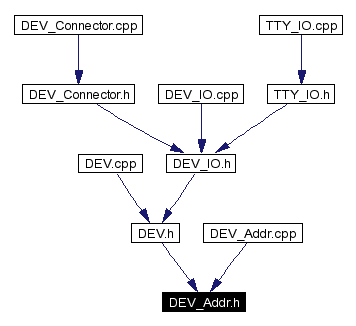 DEV_Connector.cpp
TTY_IO.cpp
DEV_Connector.h
DEV_IO.cpp
TTY_IO.h
DEV.cpp
DEV_IO.h
DEV.h
DEV_Addr.cpp
DEV_Addr.h